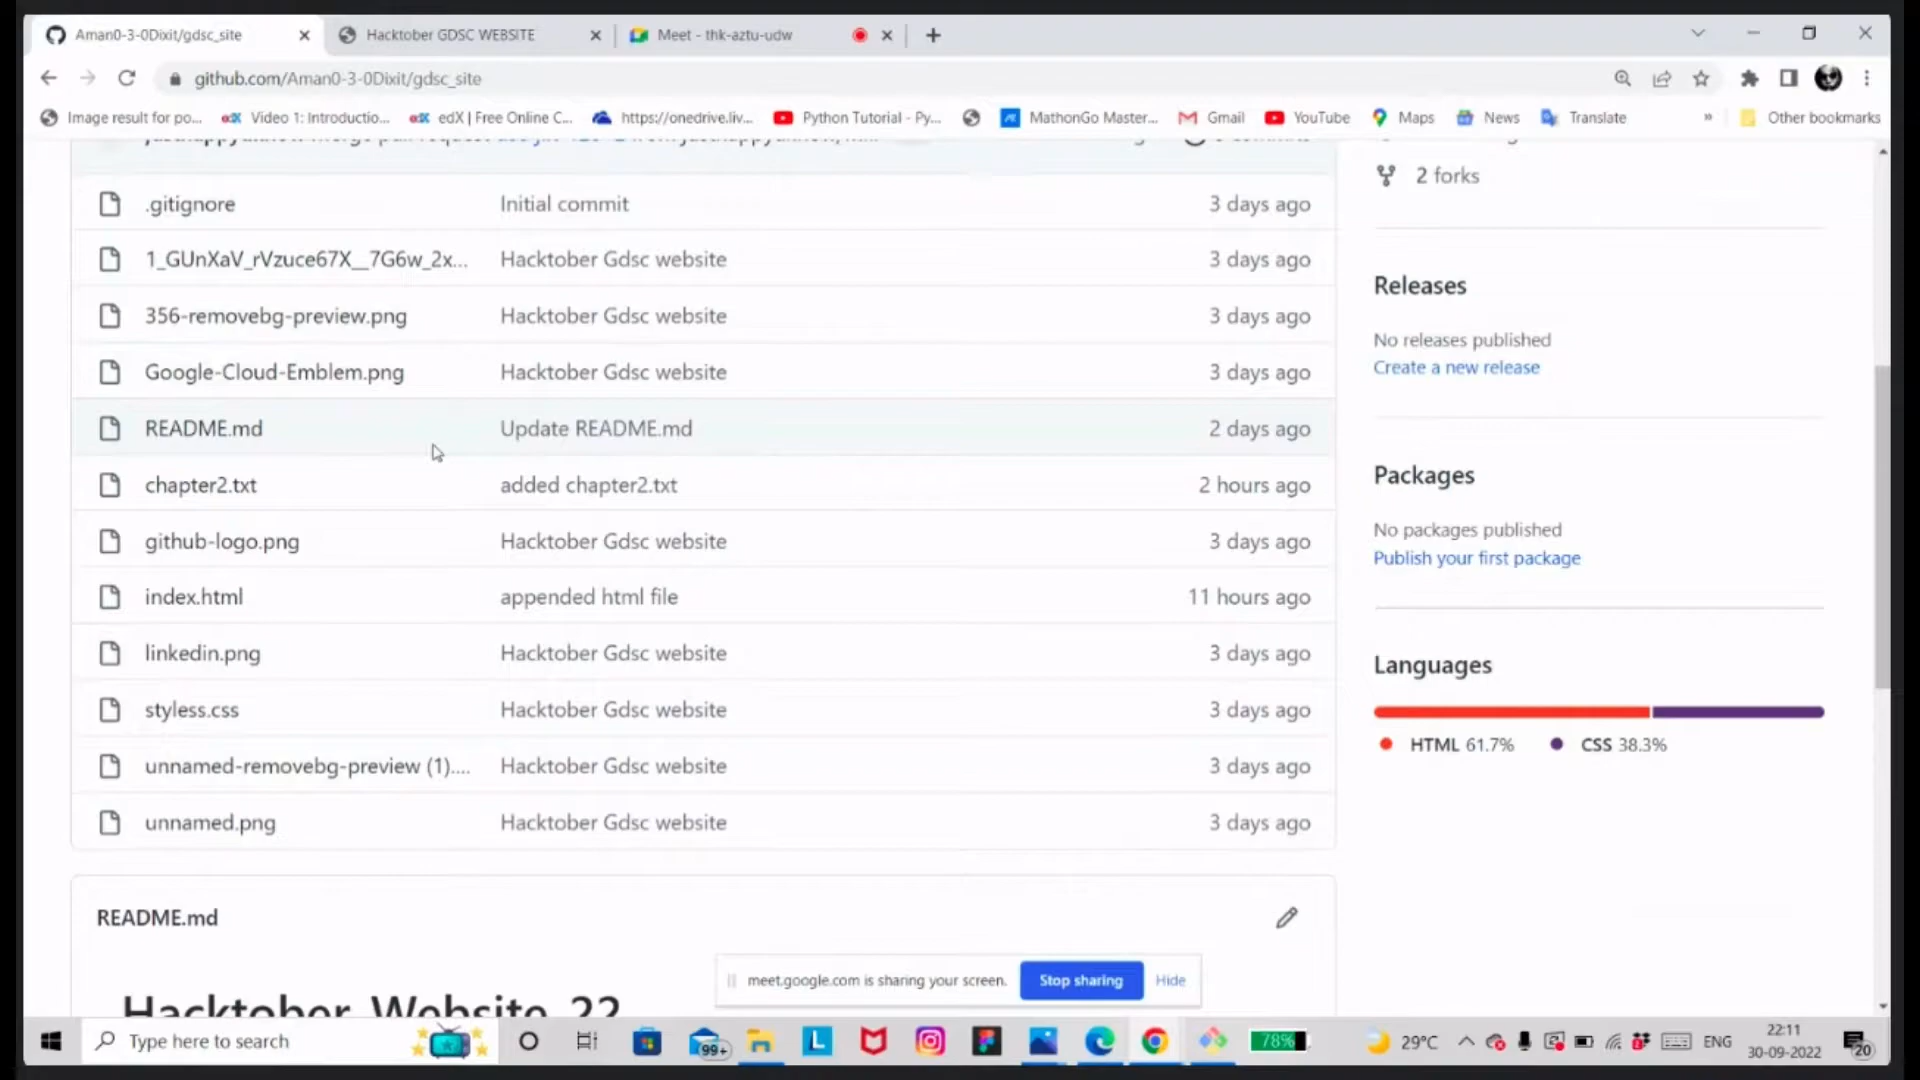 Aman0-3-0Dixit/gdsc_site
Hacktober GDSC WEBSITE
Meet - thk-aztu-udw
github.com/Aman0-3-0Dixit/gdsc_site
Image result for po...
Video 1: Introductio...
edX | Free Online C...
https://onedrive.liv...
Python Tutorial - Py...
MathonGo Master...
Gmail
YouTube
Maps
News
Translate
»
Other bookmarks
2 forks
.gitignore Initial commit 3 days ago
1_GUnXaV_rVzuce67X__7G6w_2x... Hacktober Gdsc website 3 days ago
356-removebg-preview.png Hacktober Gdsc website 3 days ago
Google-Cloud-Emblem.png Hacktober Gdsc website 3 days ago
README.md Update README.md 2 days ago
chapter2.txt added chapter2.txt 2 hours ago
github-logo.png Hacktober Gdsc website 3 days ago
index.html appended html file 11 hours ago
linkedin.png Hacktober Gdsc website 3 days ago
styless.css Hacktober Gdsc website 3 days ago
unnamed-removebg-preview (1).... Hacktober Gdsc website 3 days ago
unnamed.png Hacktober Gdsc website 3 days ago
Releases
No releases published
Create a new release
Packages
No packages published
Publish your first package
Languages
HTML 61.7% CSS 38.3%
README.md
Hacktober Website 22
meet.google.com is sharing your screen.
Stop sharing
Hide
Type here to search
99+
78%
29°C
ENG
22:11
30-09-2022
20